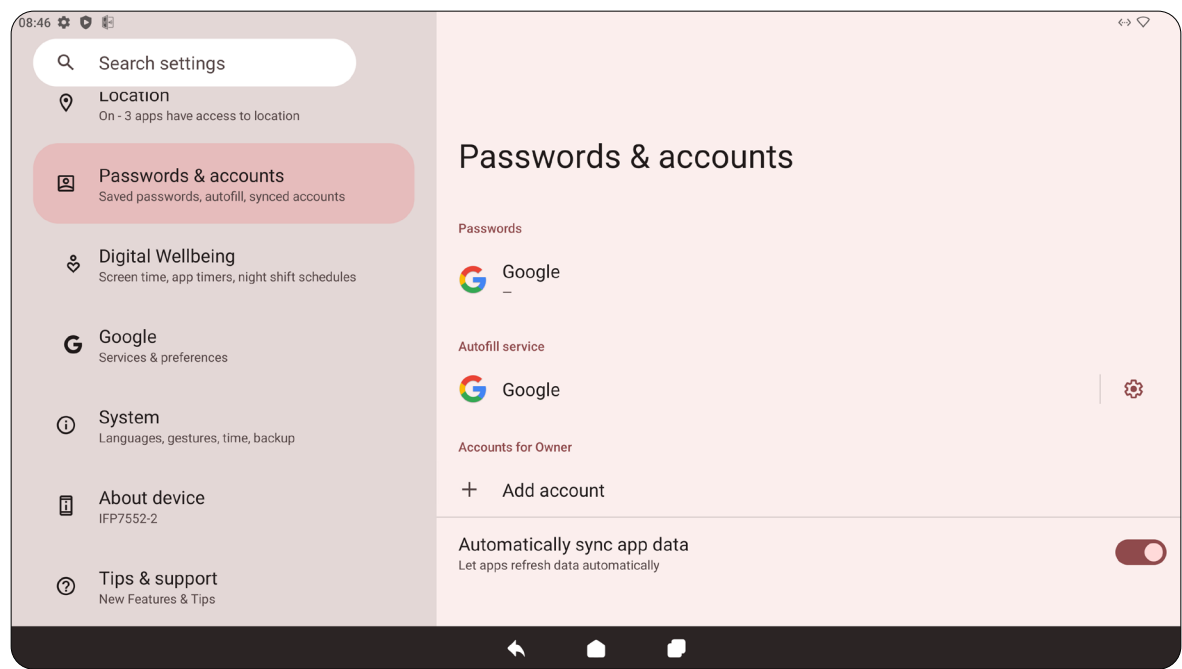 08:46
Search settings
Location
On - 3 apps have access to location
Passwords & accounts
Saved passwords, autofill, synced accounts
Digital Wellbeing
Screen time, app timers, night shift schedules
Google
Services & preferences
System
Languages, gestures, time, backup
About device
IFP7552-2
Tips & support
New Features & Tips
Passwords & accounts
Passwords
Google
–
Autofill service
Google
Accounts for Owner
Add account
Automatically sync app data
Let apps refresh data automatically